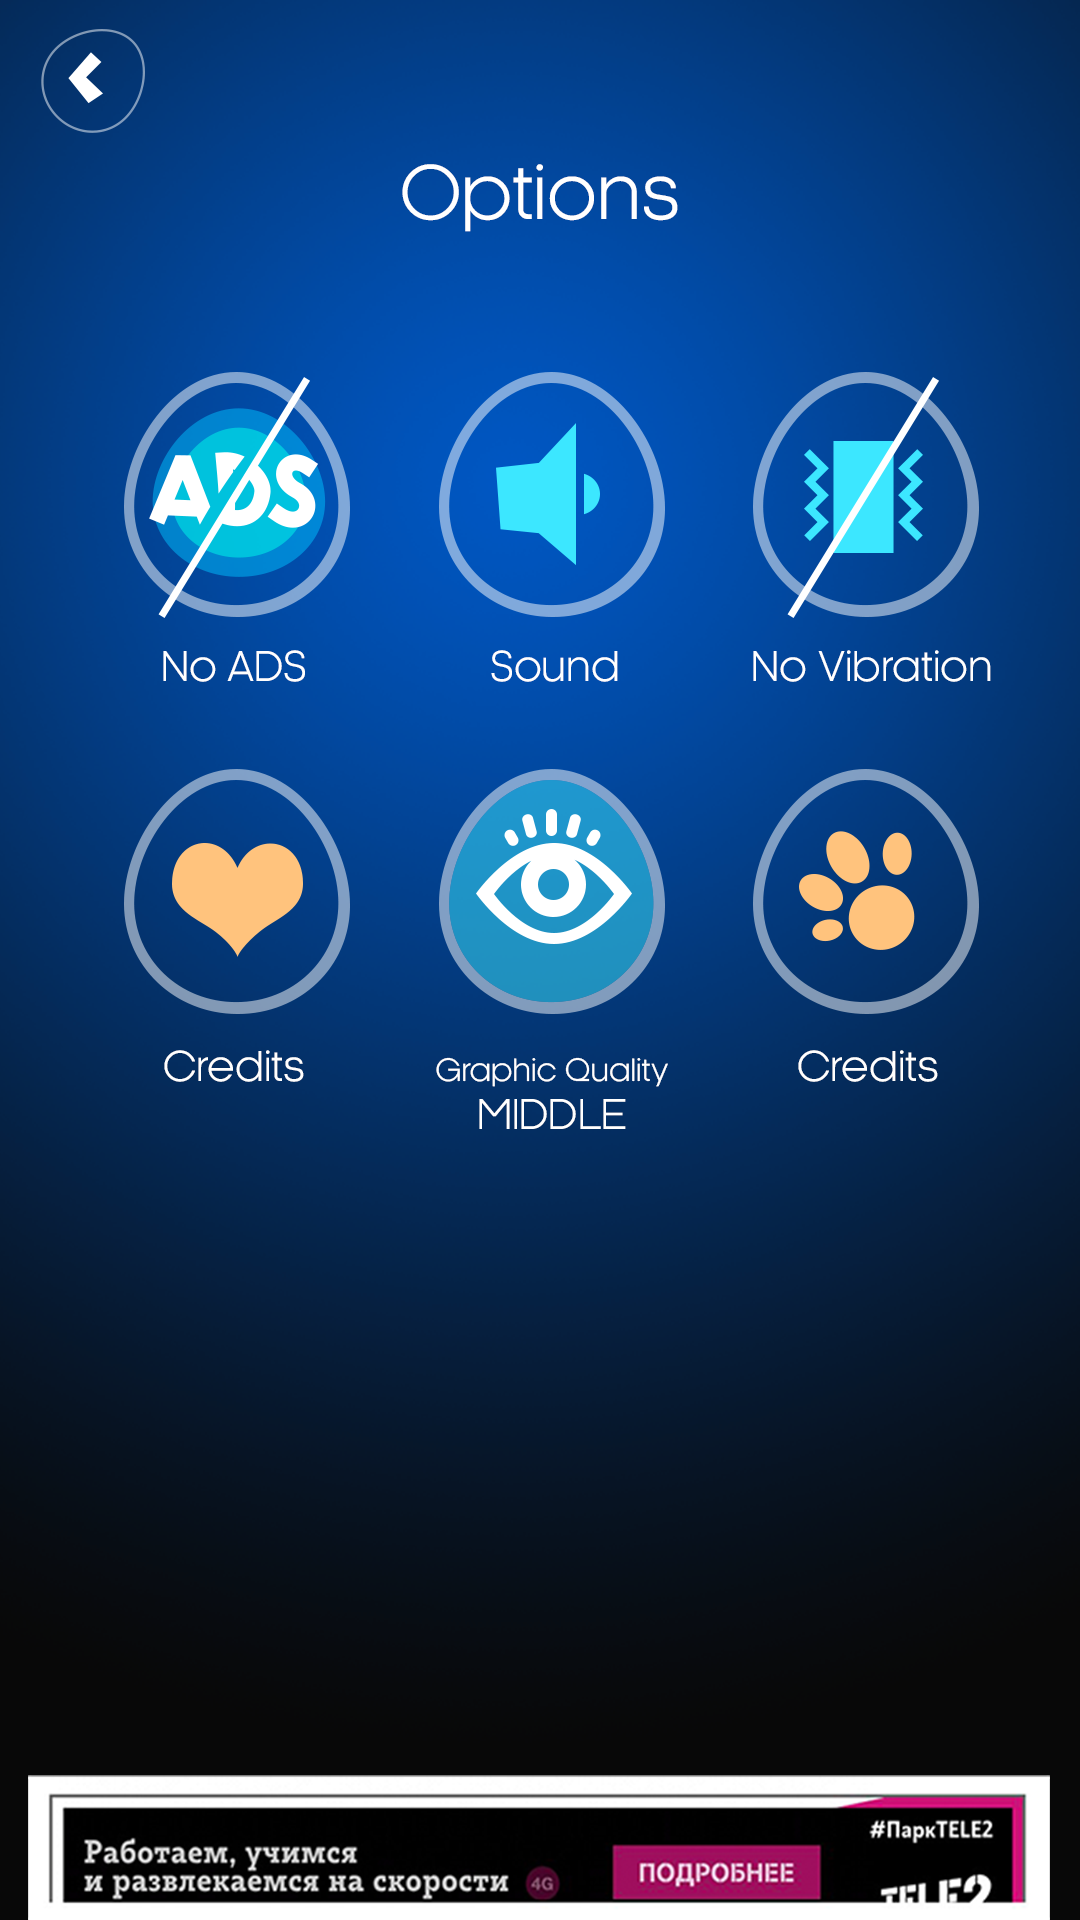 Options
ADS
No ADS
Sound
No Vibration
Credits
Graphic Quality
MIDDLE
Credits
#ПаркTELE2
Работаем, учимся
и развлекаемся на скорости
4G
ПОДРОБНЕЕ
TELE2